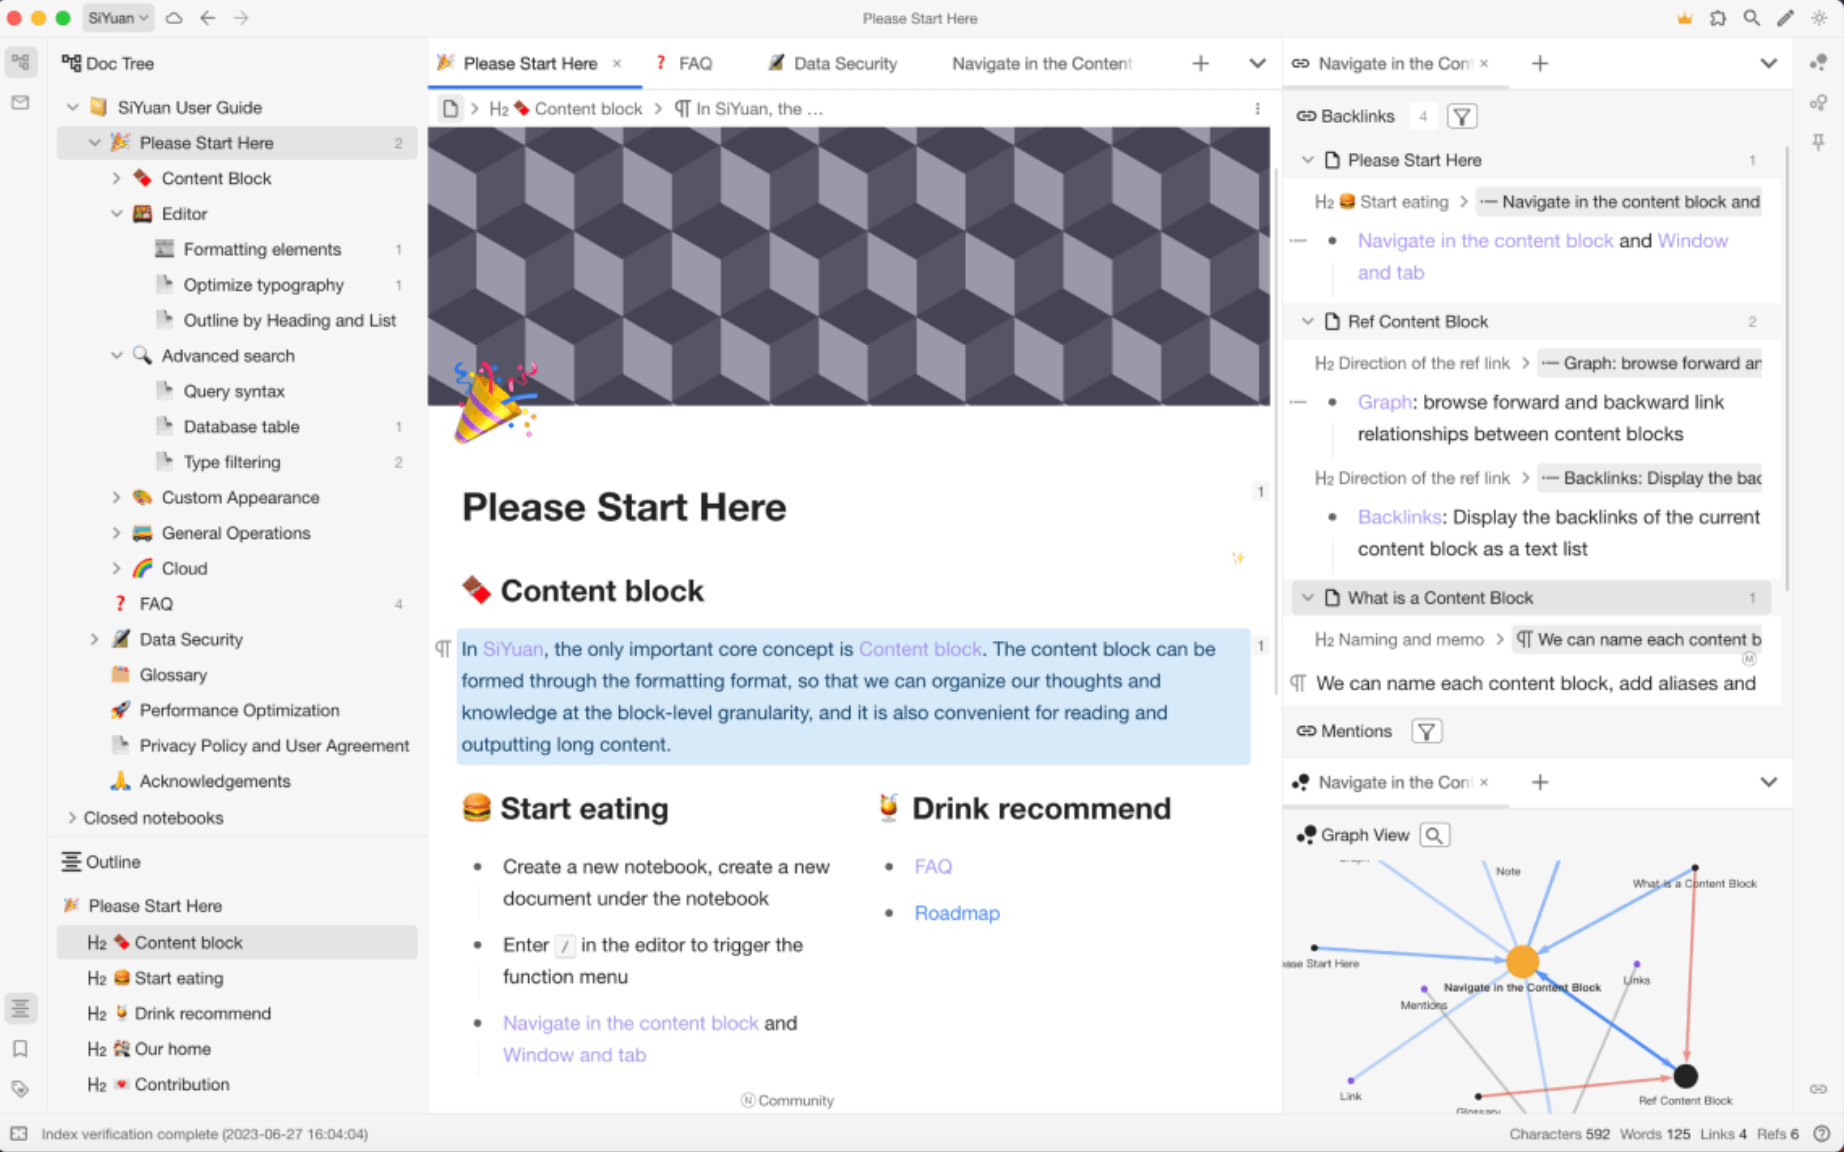 SiYuan
Please Start Here
Doc Tree
SiYuan User Guide
Please Start Here 2
Content Block
Editor
Formatting elements 1
Optimize typography 1
Outline by Heading and List
Advanced search
Query syntax
Database table 1
Type filtering 2
Custom Appearance
General Operations
Cloud
FAQ 4
Data Security
Glossary
Performance Optimization
Privacy Policy and User Agreement
Acknowledgements
Closed notebooks
Outline
Please Start Here
H2 Content block
H2 Start eating
H2 Drink recommend
H2 Our home
H2 Contribution
Please Start Here × FAQ Data Security Navigate in the Content
H2 Content block > In SiYuan, the ...
Please Start Here 1
Content block
In SiYuan, the only important core concept is Content block. The content block can be 1
formed through the formatting format, so that we can organize our thoughts and
knowledge at the block-level granularity, and it is also convenient for reading and
outputting long content.
Start eating
Create a new notebook, create a new
document under the notebook
Enter / in the editor to trigger the
function menu
Navigate in the content block and
Window and tab
Drink recommend
FAQ
Roadmap
N Community
Navigate in the Con ×
Backlinks 4
Please Start Here 1
H2 Start eating > Navigate in the content block and
Navigate in the content block and Window
and tab
Ref Content Block 2
H2 Direction of the ref link > Graph: browse forward an
Graph: browse forward and backward link
relationships between content blocks
H2 Direction of the ref link > Backlinks: Display the bac
Backlinks: Display the backlinks of the current
content block as a text list
What is a Content Block 1
H2 Naming and memo > We can name each content b
M
We can name each content block, add aliases and
Mentions
Navigate in the Con ×
Graph View
Note
What is a Content Block
ase Start Here
Navigate in the Content Block
Links
Mentions
Link
Ref Content Block
Glossary
Index verification complete (2023-06-27 16:04:04)
Characters 592 Words 125 Links 4 Refs 6